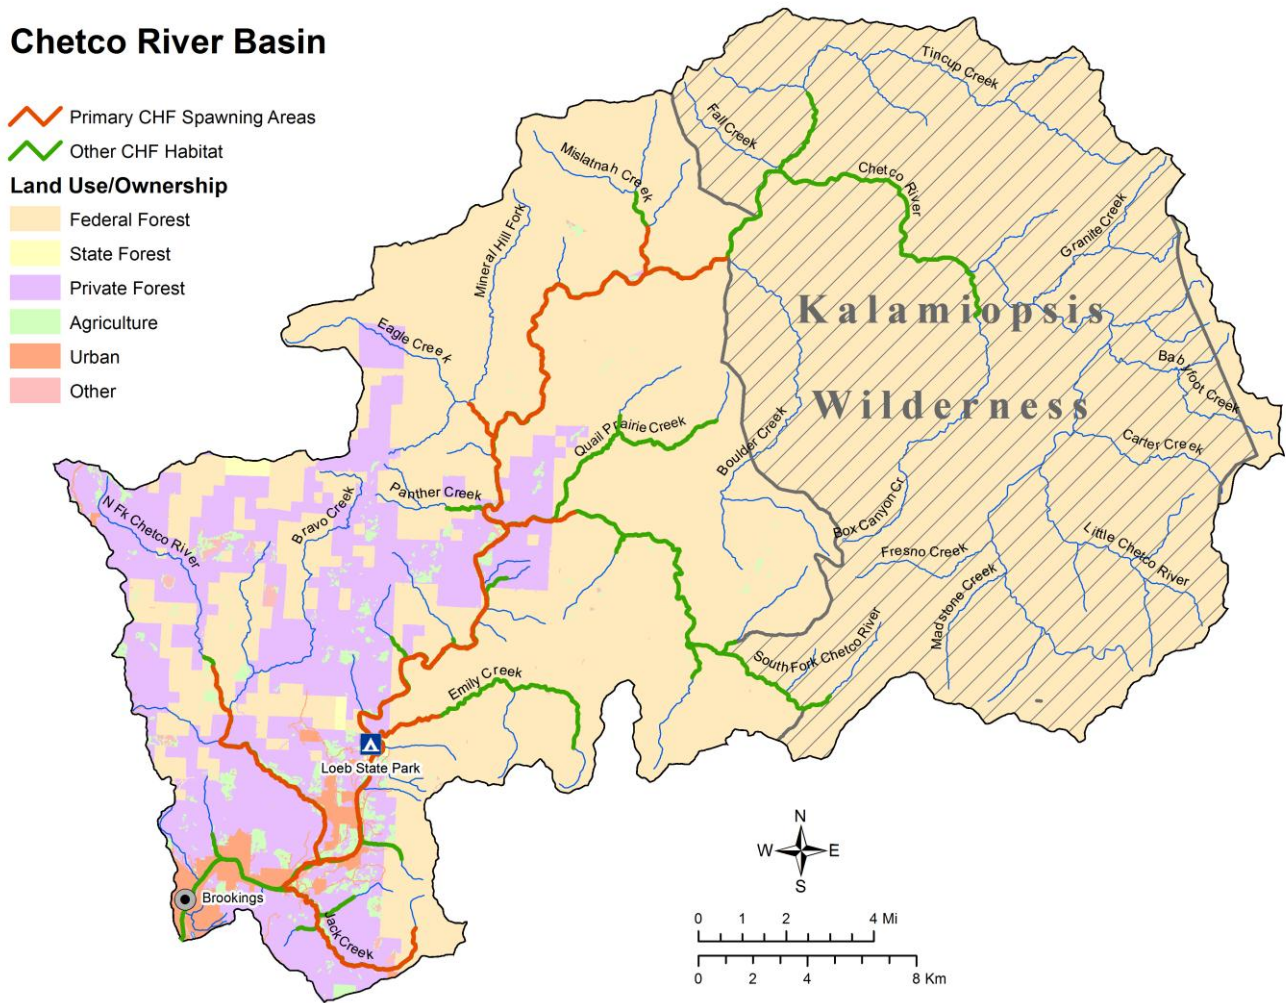 Chetco River Basin
Primary CHF Spawning Areas
Other CHF Habitat
Land Use/Ownership
Federal Forest
State Forest
Private Forest
Agriculture
Urban
Other
Tincup Creek
Fall Creek
Mislatnah Creek
Chetco River
Mineral Hill Fork
Granite Creek
Kalamiopsis
Wilderness
Eagle Creek
Babyfoot Creek
Quail Prairie Creek
Boulder Creek
Carter Creek
Panther Creek
Bravo Creek
N Fk Chetco River
Box Canyon Cr
Fresno Creek
Little Chetco River
Madstone Creek
South Fork Chetco River
Emily Creek
Loeb State Park
Brookings
Jack Creek
N
W E
S
0 1 2 4 Mi
0 2 4 8 Km